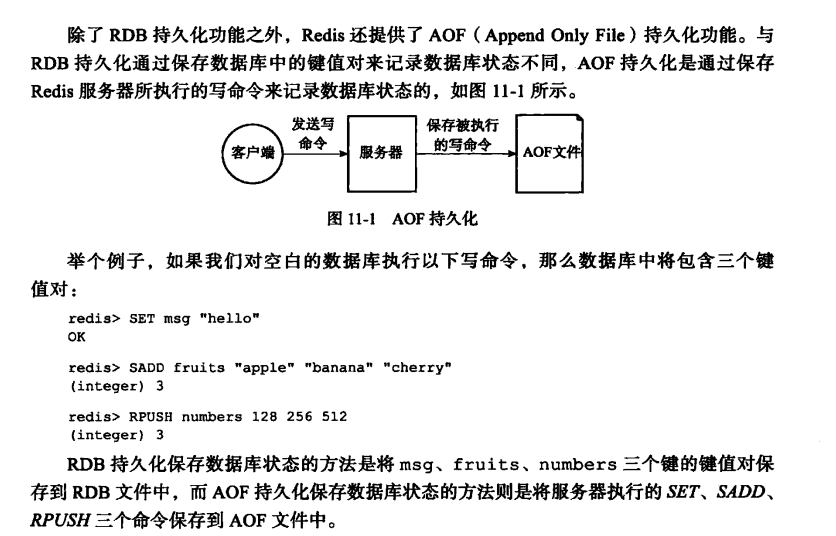 除了 RDB 持久化功能之外，Redis 还提供了 AOF（Append Only File）持久化功能。与
RDB 持久化通过保存数据库中的键值对来记录数据库状态不同，AOF 持久化是通过保存
Redis 服务器所执行的写命令来记录数据库状态的，如图 11-1 所示。
客户端
发送写
命令
服务器
保存被执行
的写命令
AOF文件
图 11-1 AOF 持久化
举个例子，如果我们对空白的数据库执行以下写命令，那么数据库中将包含三个键
值对：
redis> SET msg "hello"
OK
redis> SADD fruits "apple" "banana" "cherry"
(integer) 3
redis> RPUSH numbers 128 256 512
(integer) 3
RDB 持久化保存数据库状态的方法是将 msg、fruits、numbers 三个键的键值对保
存到 RDB 文件中，而 AOF 持久化保存数据库状态的方法则是将服务器执行的 SET、SADD、
RPUSH 三个命令保存到 AOF 文件中。